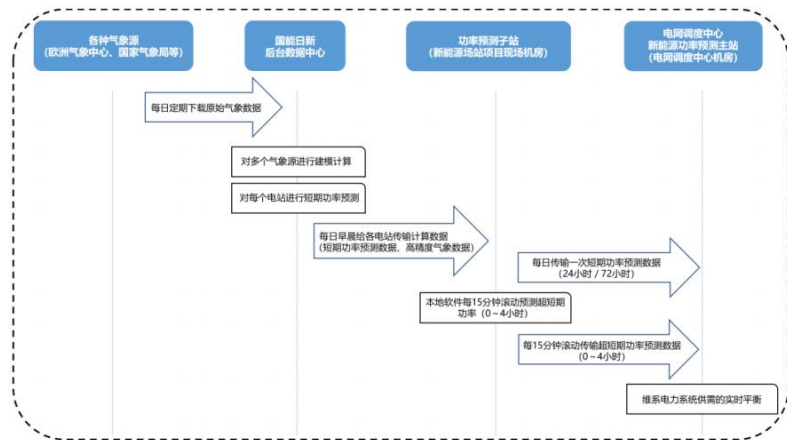 各种气象源
(欧洲气象中心、国家气象局等)
国能日新
后台数据中心
功率预测子站
(新能源场站项目现场机房)
电网调度中心
新能源功率预测主站
(电网调度中心机房)
每日定期下载原始气象数据
对多个气象源进行建模计算
对每个电站进行短期功率预测
每日早晨给各电站传输计算数据
(短期功率预测数据、高精度气象数据)
每日传输一次短期功率预测数据
(24小时 / 72小时)
本地软件每15分钟滚动预测超短期
功率(0~4小时)
每15分钟滚动传输超短期功率预测数据
(0~4小时)
维系电力系统供需的实时平衡